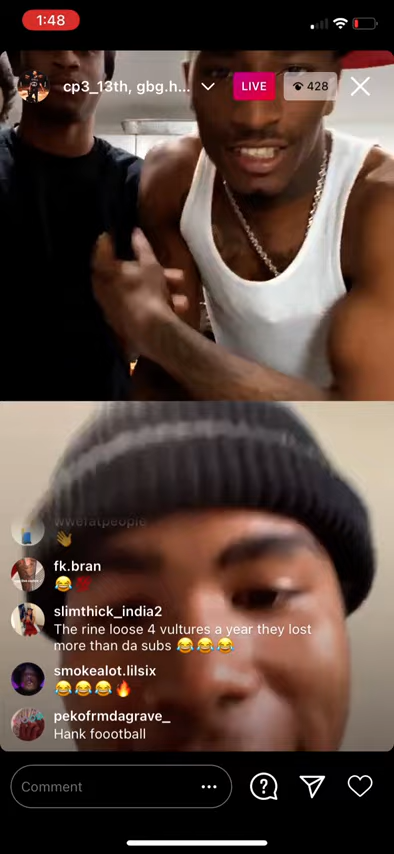 1:48
cp3_13th, gbg.h...
LIVE
428
wwefatpeople
👋
fk.bran
😂💯
slimthick_india2
The rine loose 4 vultures a year they lost
more than da subs 😂😂😂
smokealot.lilsix
😂😂😂🔥
pekofrmdagrave_
Hank foootball
Comment